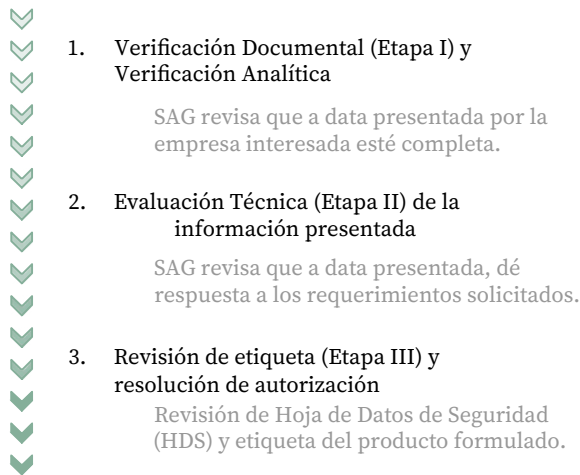 1. Verificación Documental (Etapa I) y
Verificación Analítica
SAG revisa que a data presentada por la
empresa interesada esté completa.
2. Evaluación Técnica (Etapa II) de la
información presentada
SAG revisa que a data presentada, dé
respuesta a los requerimientos solicitados.
3. Revisión de etiqueta (Etapa III) y
resolución de autorización
Revisión de Hoja de Datos de Seguridad
(HDS) y etiqueta del producto formulado.